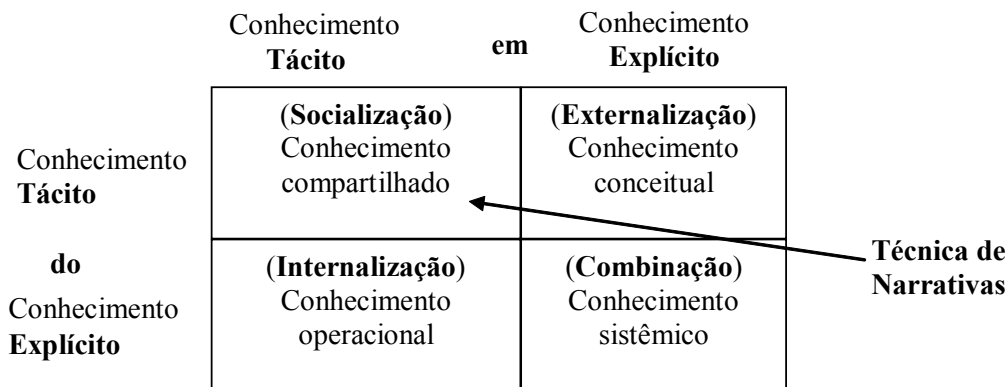 Conhecimento
Tácito
em
Conhecimento
Explícito
Conhecimento
Tácito
(Socialização)
Conhecimento
compartilhado
(Externalização)
Conhecimento
conceitual
do
Conhecimento
Explícito
(Internalização)
Conhecimento
operacional
(Combinação)
Conhecimento
sistêmico
Técnica de
Narrativas